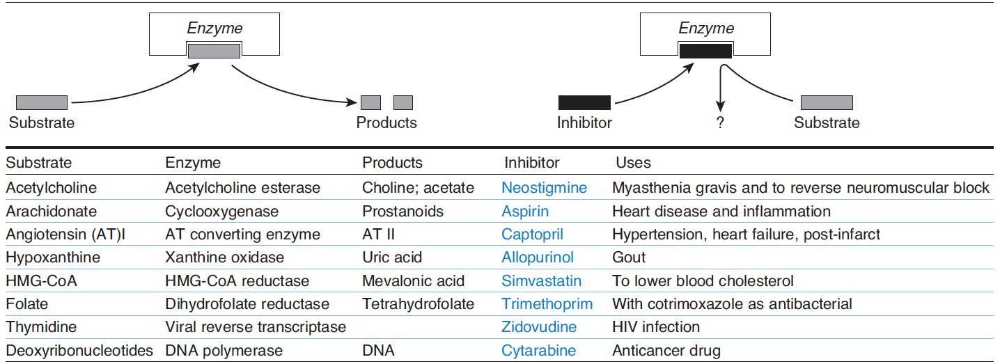 Enzyme Enzyme
Substrate Products Inhibitor ? Substrate
Substrate Enzyme Products Inhibitor Uses
Acetylcholine Acetylcholine esterase Choline; acetate Neostigmine Myasthenia gravis and to reverse neuromuscular block
Arachidonate Cyclooxygenase Prostanoids Aspirin Heart disease and inflammation
Angiotensin (AT)I AT converting enzyme AT II Captopril Hypertension, heart failure, post-infarct
Hypoxanthine Xanthine oxidase Uric acid Allopurinol Gout
HMG-CoA HMG-CoA reductase Mevalonic acid Simvastatin To lower blood cholesterol
Folate Dihydrofolate reductase Tetrahydrofolate Trimethoprim With cotrimoxazole as antibacterial
Thymidine Viral reverse transcriptase Zidovudine HIV infection
Deoxyribonucleotides DNA polymerase DNA Cytarabine Anticancer drug